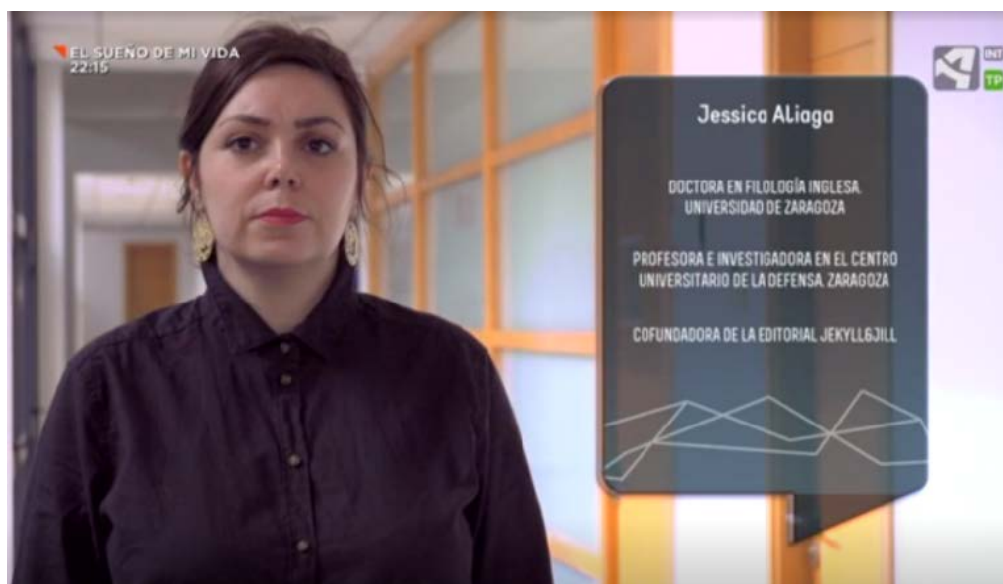 EL SUEÑO DE MI VIDA
22:15
INT
TP
Jessica Aliaga
DOCTORA EN FILOLOGÍA INGLESA.
UNIVERSIDAD DE ZARAGOZA
PROFESORA E INVESTIGADORA EN EL CENTRO
UNIVERSITARIO DE LA DEFENSA. ZARAGOZA
COFUNDADORA DE LA EDITORIAL JEKYLL&JILL